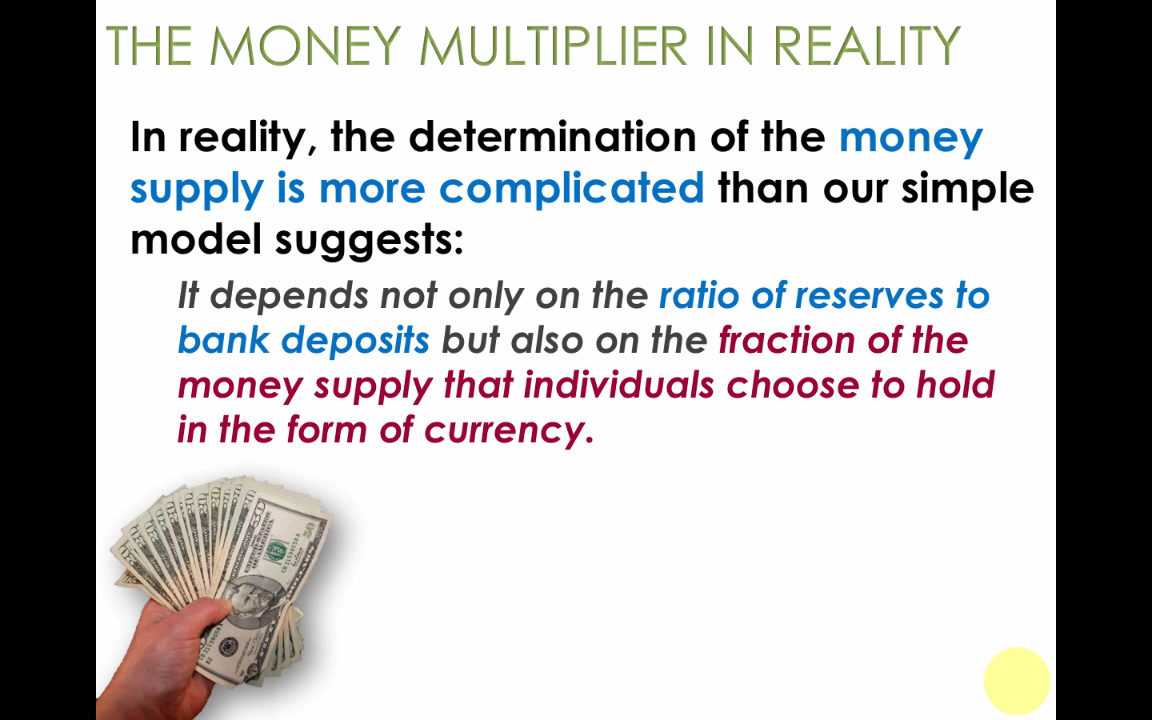 THE MONEY MULTIPLIER IN REALITY
In reality, the determination of the money
supply is more complicated than our simple
model suggests:
It depends not only on the ratio of reserves to
bank deposits but also on the fraction of the
money supply that individuals choose to hold
in the form of currency.
50